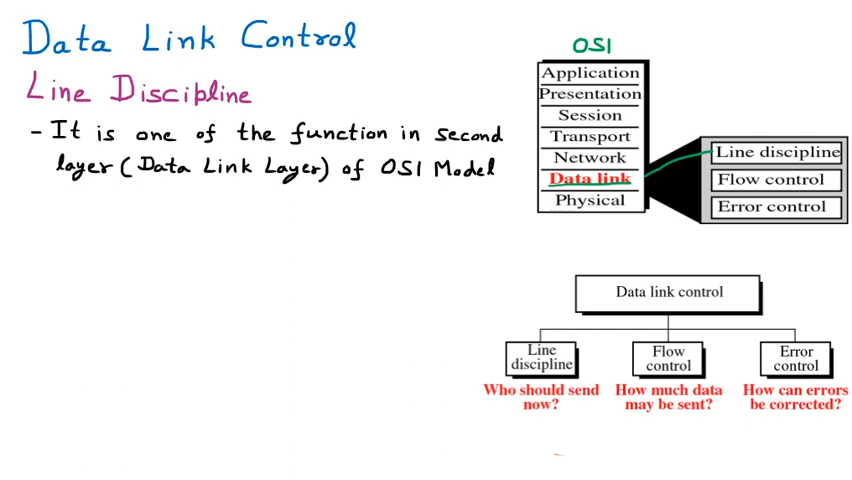 Data Link Control
Line Discipline
- It is one of the function in second
layer (Data Link Layer) of OSI Model
OSI
Application
Presentation
Session
Transport
Network
Data link
Physical
Line discipline
Flow control
Error control
Data link control
Line
discipline
Who should send
now?
Flow
control
How much data
may be sent?
Error
control
How can errors
be corrected?